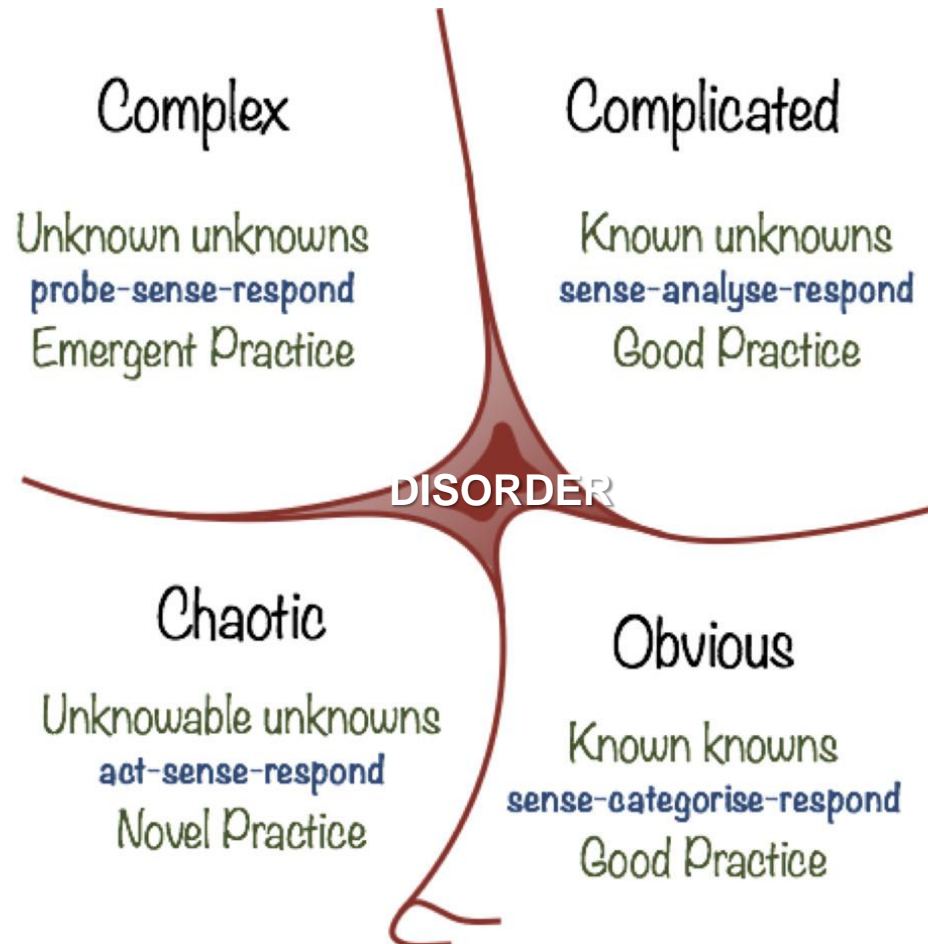 Complex
Unknown unknowns
probe-sense-respond
Emergent Practice
Complicated
Known unknowns
sense-analyse-respond
Good Practice
DISORDER
Chaotic
Unknowable unknowns
act-sense-respond
Novel Practice
Obvious
Known knowns
sense-categorise-respond
Good Practice